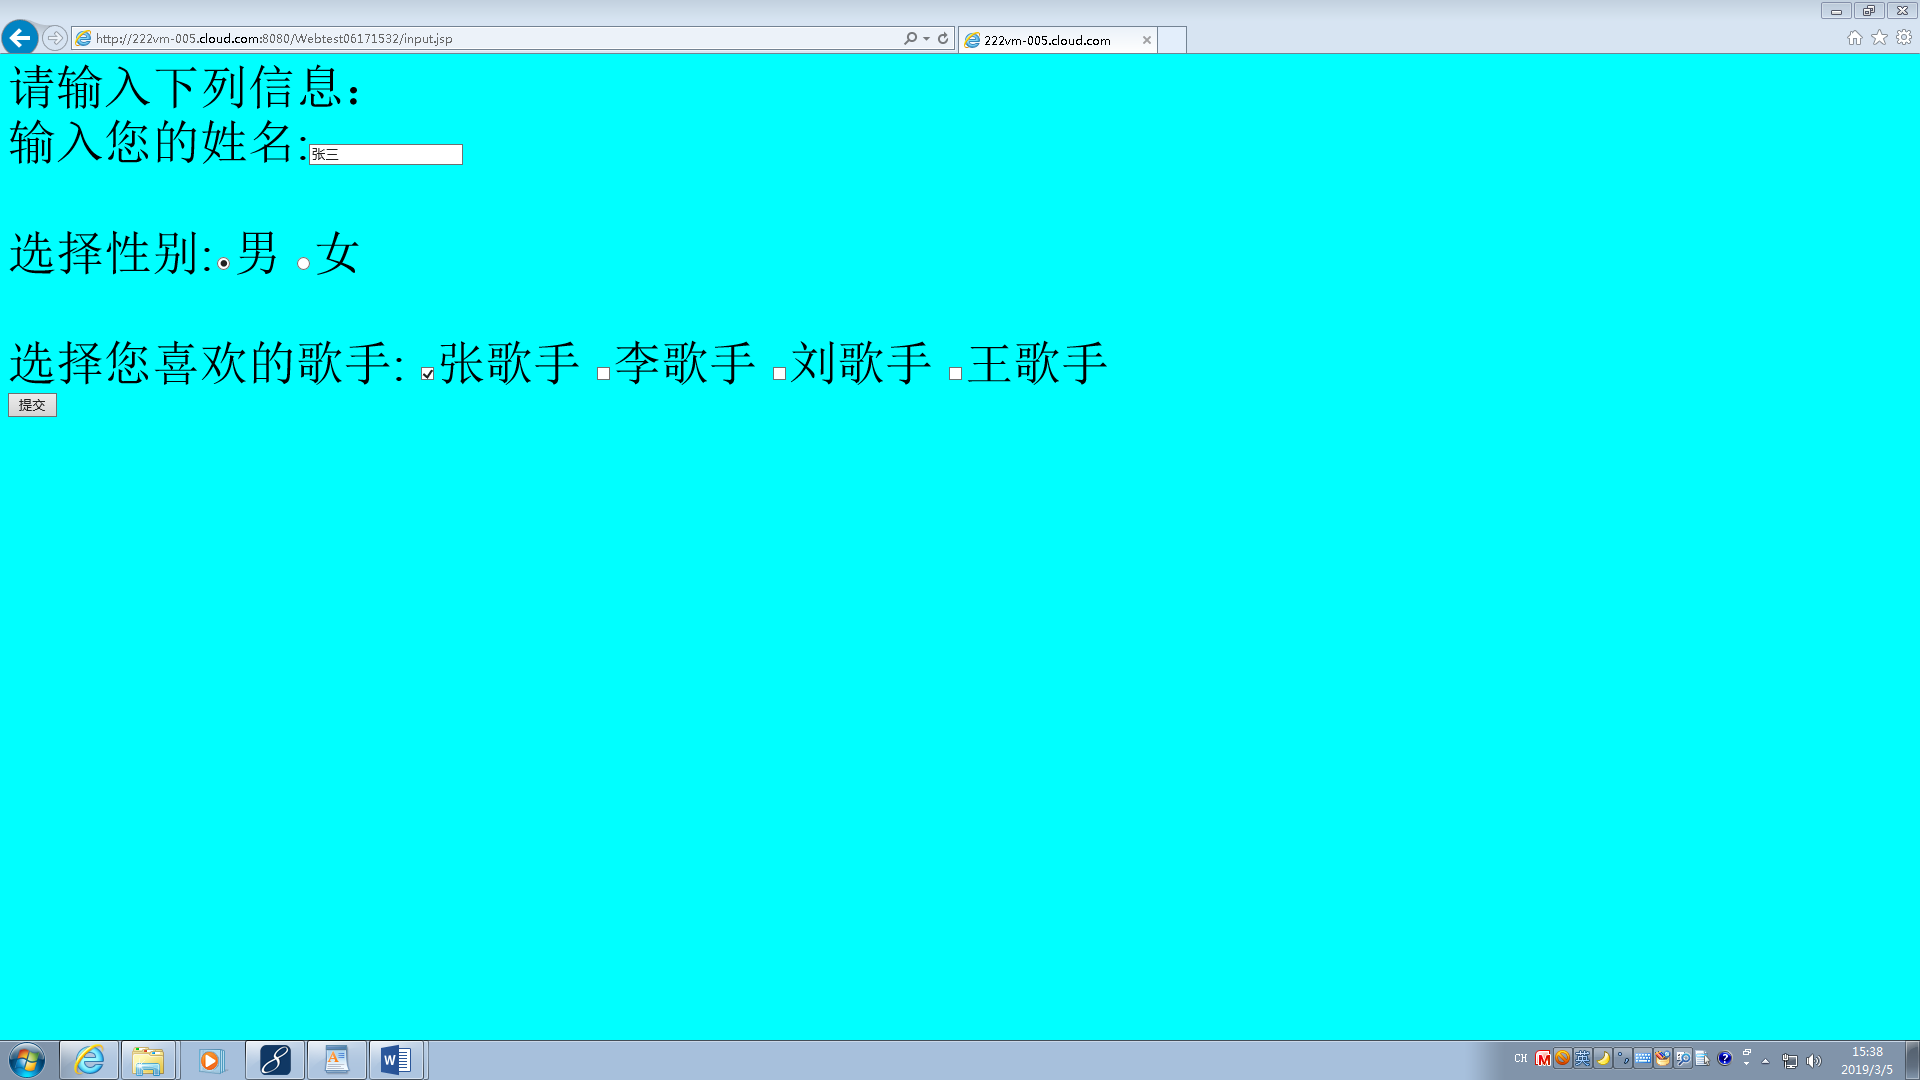 http://222vm-005.cloud.com:8080/Webtest06171532/input.jsp
222vm-005.cloud.com
请输入下列信息：
输入您的姓名:张三
选择性别:男 女
选择您喜欢的歌手: 张歌手 李歌手 刘歌手 王歌手
提交
CH M 英 15:38
2019/3/5